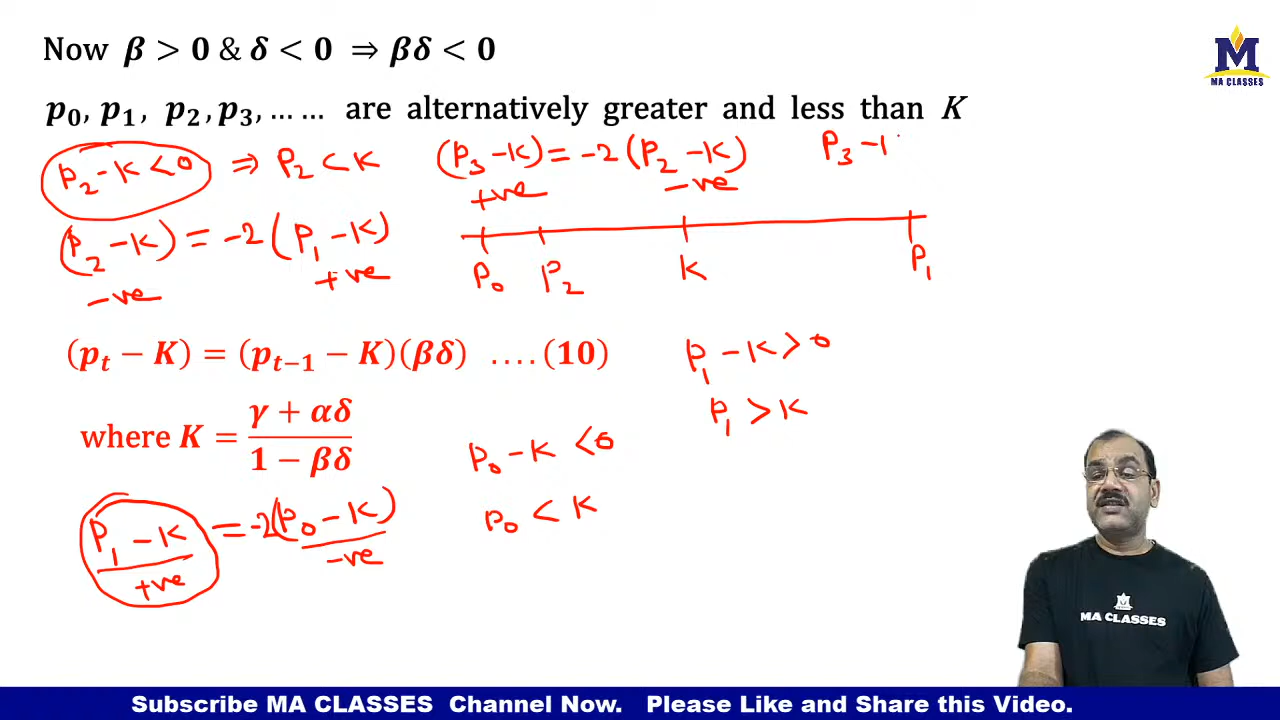 Now β > 0 & δ < 0 ⇒ βδ < 0
MA CLASSES
p₀, p₁, p₂, p₃, ... ... are alternatively greater and less than K
P₂ - K < 0 ⇒ P₂ < K
(P₃ - K) = -2 (P₂ - K)
+ve -ve
P₃ - 1
(P₂ - K) = -2 (P₁ - K)
-ve +ve
P₀ P₂ K P₁
(pₜ − K) = (pₜ₋₁ − K)(βδ) ....(10)
P₁ - K > 0
P₁ > K
where K = (γ + αδ)/(1 − βδ)
P₀ - K < 0
P₀ < K
P₁ - K = -2(P₀ - K)
+ve -ve
M
MA CLASSES
Subscribe MA CLASSES Channel Now. Please Like and Share this Video.